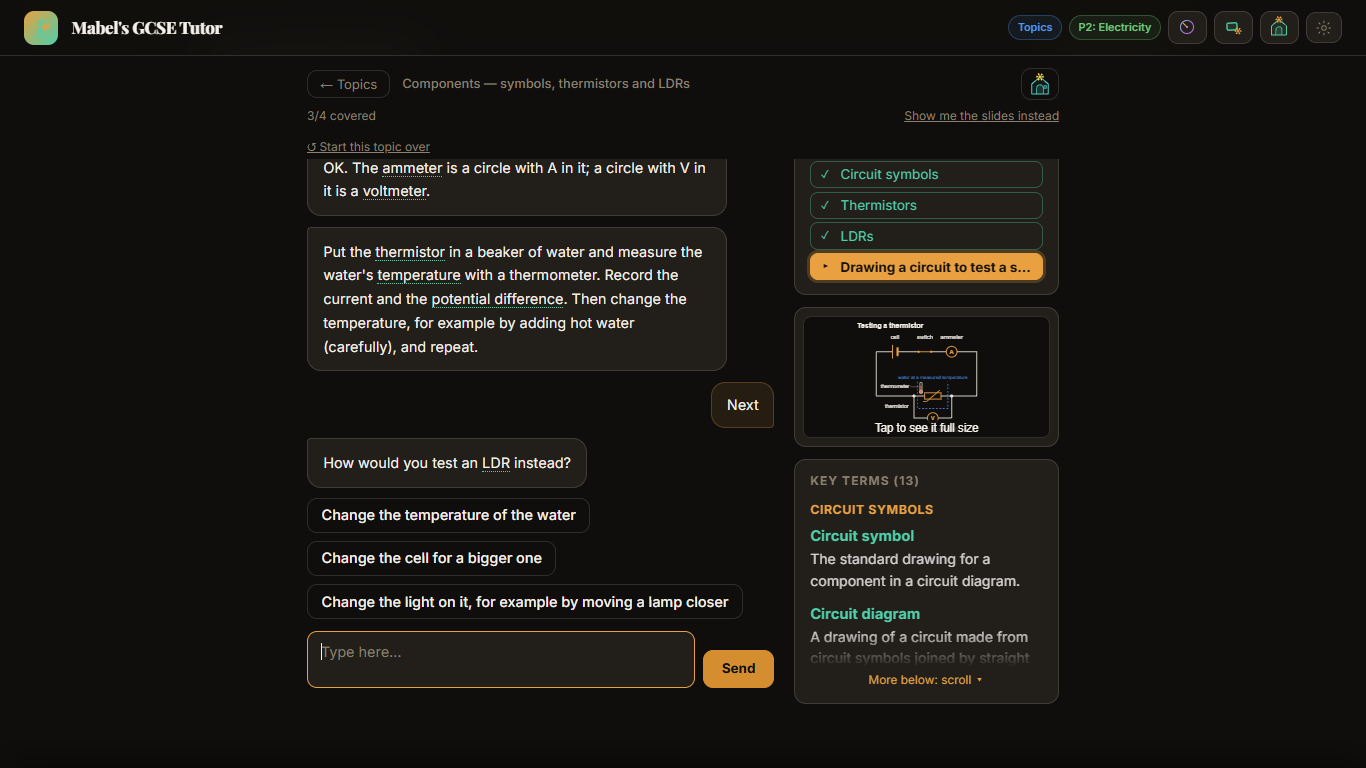 Mabel's GCSE Tutor
Topics
P2: Electricity
← Topics
Components — symbols, thermistors and LDRs
3/4 covered
Show me the slides instead
↺ Start this topic over
OK. The ammeter is a circle with A in it; a circle with V in
it is a voltmeter.
Put the thermistor in a beaker of water and measure the
water's temperature with a thermometer. Record the
current and the potential difference. Then change the
temperature, for example by adding hot water
(carefully), and repeat.
Next
How would you test an LDR instead?
Change the temperature of the water
Change the cell for a bigger one
Change the light on it, for example by moving a lamp closer
Type here...
Send
✓ Circuit symbols
✓ Thermistors
✓ LDRs
Drawing a circuit to test a s...
Testing a thermistor
cell switch ammeter
A
water at a measured temperature
thermometer
thermistor
V
Tap to see it full size
KEY TERMS (13)
CIRCUIT SYMBOLS
Circuit symbol
The standard drawing for a
component in a circuit diagram.
Circuit diagram
A drawing of a circuit made from
circuit symbols joined by straight
More below: scroll